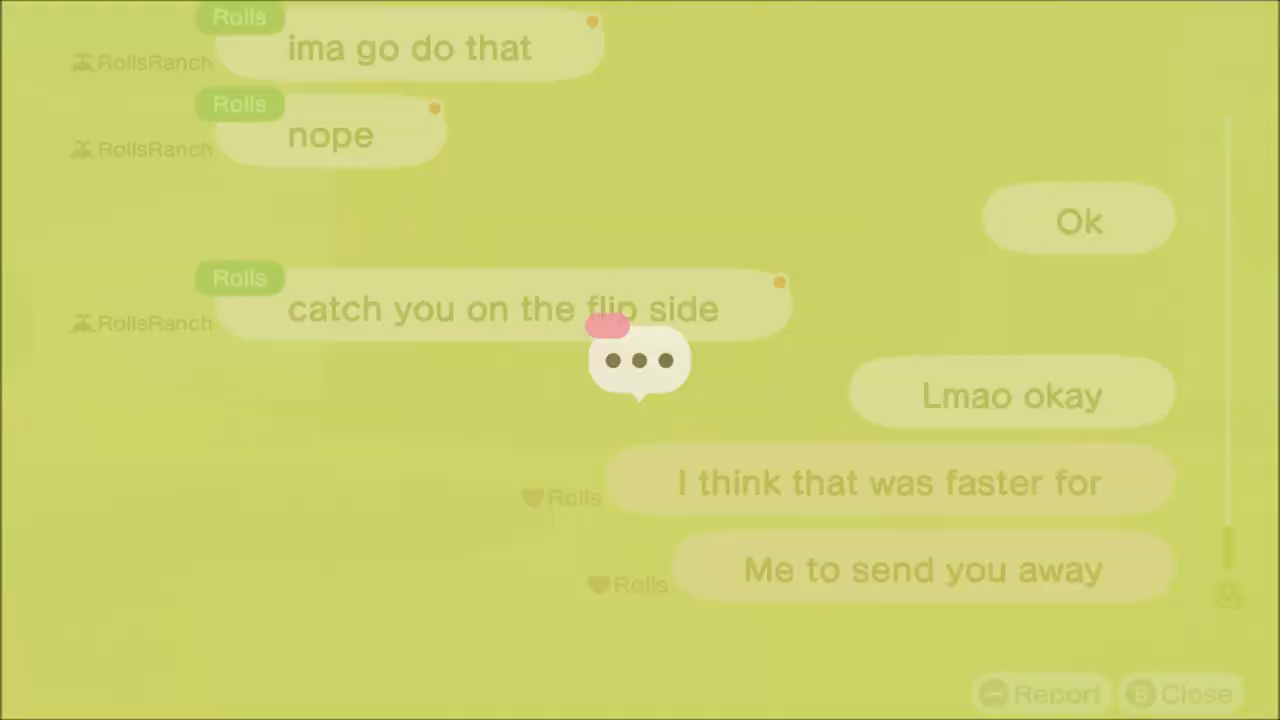 Rolls
RollsRanch
ima go do that
Rolls
RollsRanch
nope
Ok
Rolls
RollsRanch
catch you on the flip side
Lmao okay
Rolls
I think that was faster for
Rolls
Me to send you away
Report
B Close